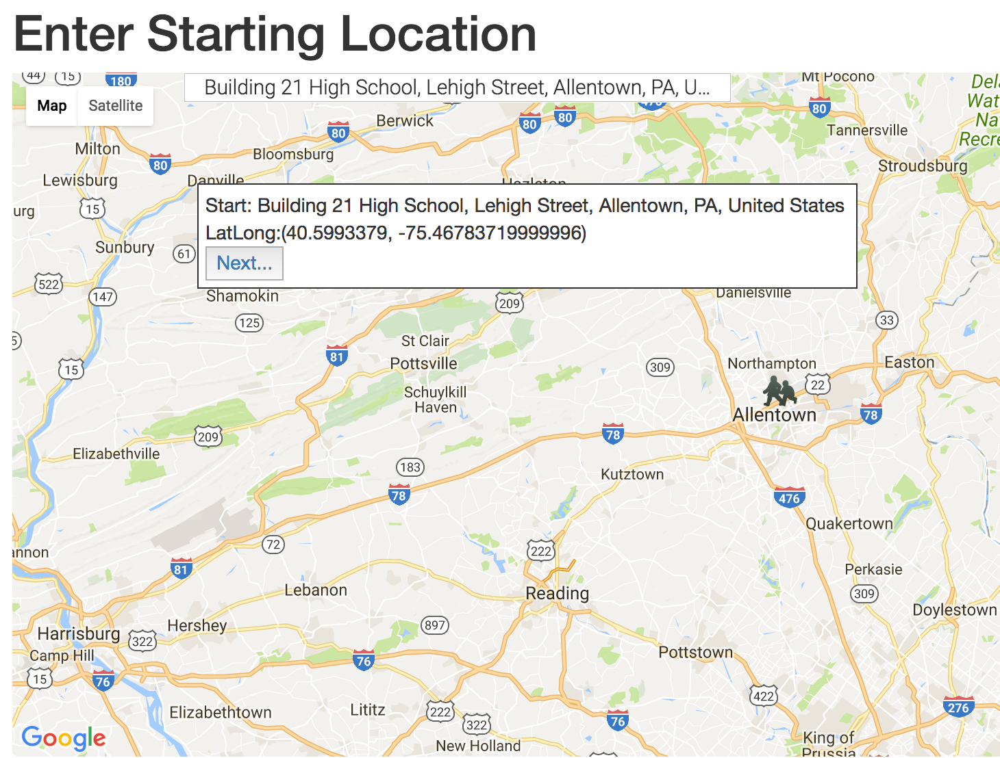 Enter Starting Location
44
15
180
Building 21 High School, Lehigh Street, Allentown, PA, U...
Mt Pocono
Map
Satellite
80
80
80
80
Berwick
Tannersville
Milton
Bloomsburg
80
Stroudsburg
Lewisburg
Danville
Hazleton
15
urg
Start: Building 21 High School, Lehigh Street, Allentown, PA, United States
LatLong:(40.5993379, -75.46783719999996)
Next...
Sunbury
61
522
147
Shamokin
209
Danielsville
125
33
St Clair
81
Pottsville
15
309
Northampton
Easton
22
Schuylkill
Haven
Allentown
78
209
78
Elizabethville
183
Kutztown
78
476
Quakertown
72
222
annon
81
Perkasie
Lebanon
Reading
309
Doylestown
Hershey
897
Harrisburg
322
Camp Hill
76
Pottstown
15
76
422
Elizabethtown
Lititz
222
322
76
276
Google
New Holland
King of
Prussia